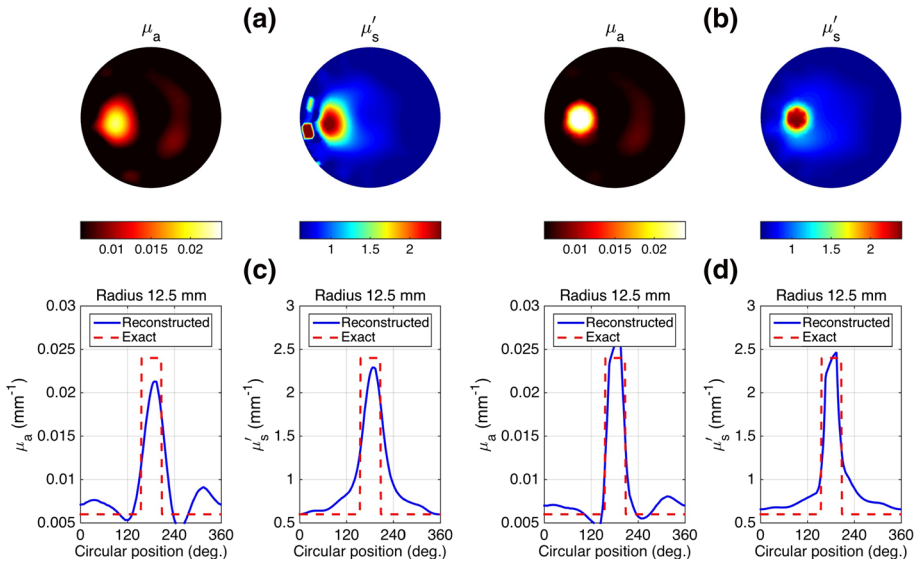 (a) (b)
μa μ′s μa μ′s
0.01 0.015 0.02 1 1.5 2 0.01 0.015 0.02 1 1.5 2
(c) (d)
Radius 12.5 mm Radius 12.5 mm Radius 12.5 mm Radius 12.5 mm
0.03 3 0.03 3
Reconstructed Reconstructed Reconstructed Reconstructed
Exact Exact Exact Exact
0.025 2.5 0.025 2.5
0.02 2 0.02 2
μa (mm-1) μ′s (mm-1) μa (mm-1) μ′s (mm-1)
0.015 1.5 0.015 1.5
0.01 1 0.01 1
0.005 0.5 0.005 0.5
0 120 240 360 0 120 240 360 0 120 240 360 0 120 240 360
Circular position (deg.) Circular position (deg.) Circular position (deg.) Circular position (deg.)